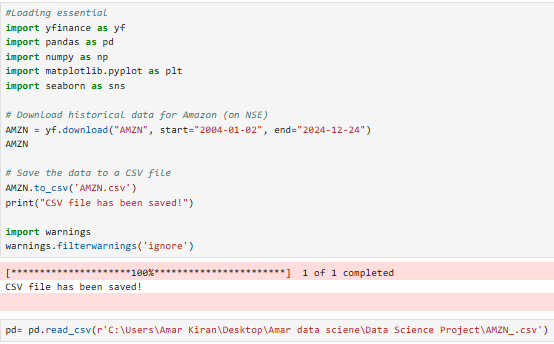 #Loading essential
import yfinance as yf
import pandas as pd
import numpy as np
import matplotlib.pyplot as plt
import seaborn as sns
# Download historical data for Amazon (on NSE)
AMZN = yf.download("AMZN", start="2004-01-02", end="2024-12-24")
AMZN
# Save the data to a CSV file
AMZN.to_csv('AMZN.csv')
print("CSV file has been saved!")
import warnings
warnings.filterwarnings('ignore')
[*********************100%***********************]  1 of 1 completed
CSV file has been saved!
pd= pd.read_csv(r'C:\Users\Amar Kiran\Desktop\Amar data sciene\Data Science Project\AMZN_.csv')